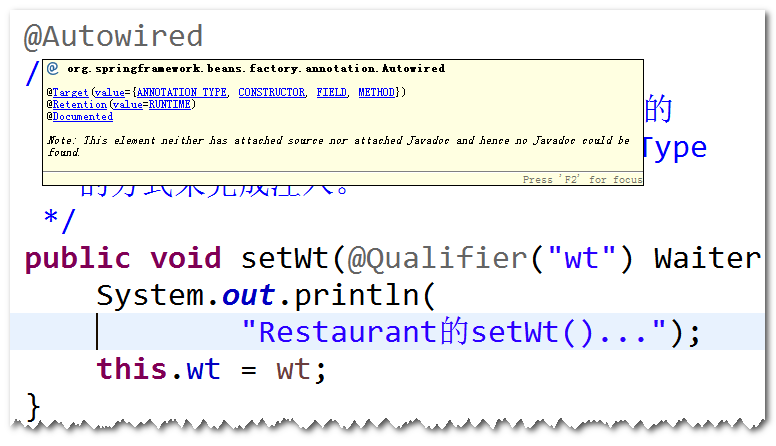 @Autowired
/
@ org.springframework.beans.factory.annotation.Autowired
@Target(value={ANNOTATION_TYPE, CONSTRUCTOR, FIELD, METHOD})
@Retention(value=RUNTIME)
@Documented
的
Note: This element neither has attached source nor attached Javadoc and hence no Javadoc could be
found.
Type
Press 'F2' for focus
的方式来完成注入。
*/
public void setWt(@Qualifier("wt") Waiter
System.out.println(
"Restaurant的setWt()...");
this.wt = wt;
}